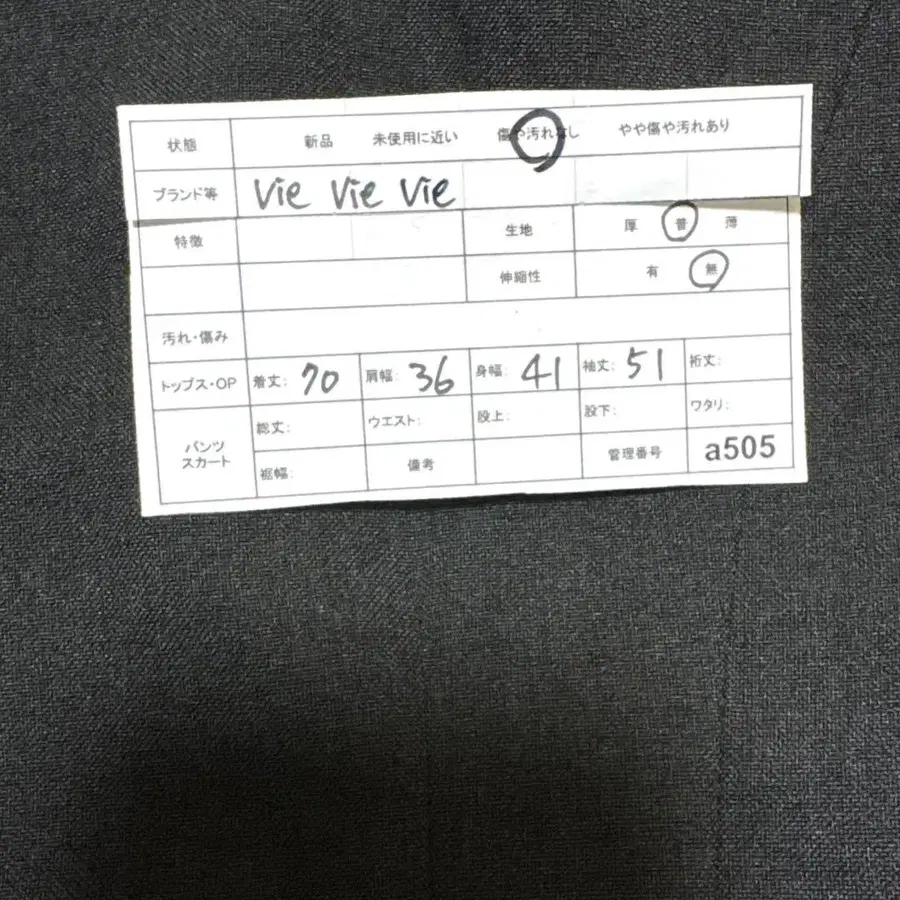 状態 新品 未使用に近い 傷や汚れなし やや傷や汚れあり
ブランド等 Vie Vie Vie
特徴 生地 厚 普 薄
伸縮性 有 無
汚れ・傷み
トップス・OP 着丈: 70 肩幅: 36 身幅: 41 袖丈: 51 裄丈:
パンツ スカート 総丈: ウエスト: 股上: 股下: ワタリ:
裾幅: 備考 管理番号 a505